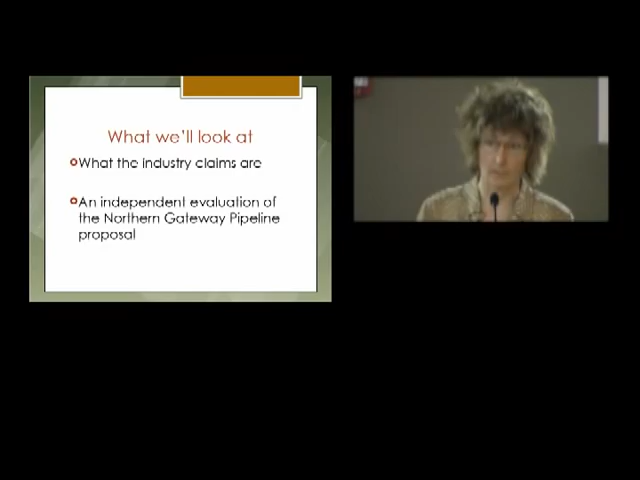 What we'll look at
What the industry claims are
An independent evaluation of
the Northern Gateway Pipeline
proposal